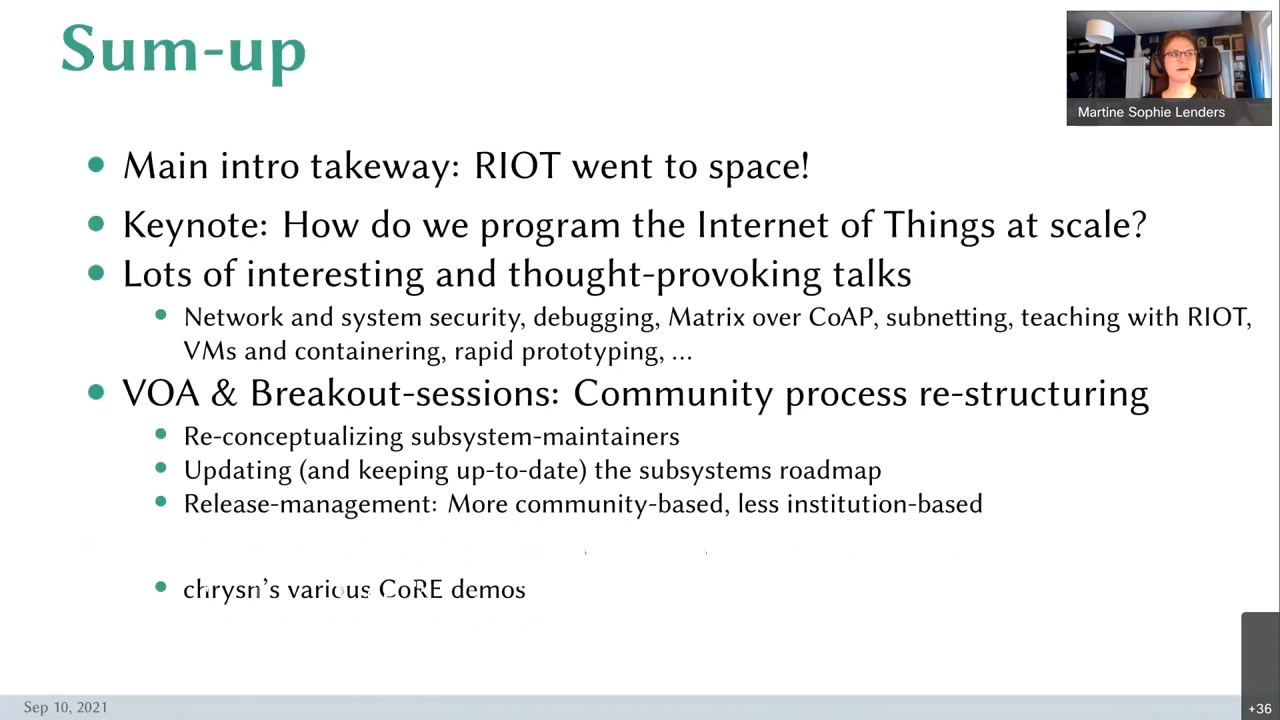 Sum-up
Martine Sophie Lenders
Main intro takeway: RIOT went to space!
Keynote: How do we program the Internet of Things at scale?
Lots of interesting and thought-provoking talks
Network and system security, debugging, Matrix over CoAP, subnetting, teaching with RIOT,
VMs and containering, rapid prototyping, ...
VOA & Breakout-sessions: Community process re-structuring
Re-conceptualizing subsystem-maintainers
Updating (and keeping up-to-date) the subsystems roadmap
Release-management: More community-based, less institution-based
chrysn's various CoRE demos
Sep 10, 2021
+36